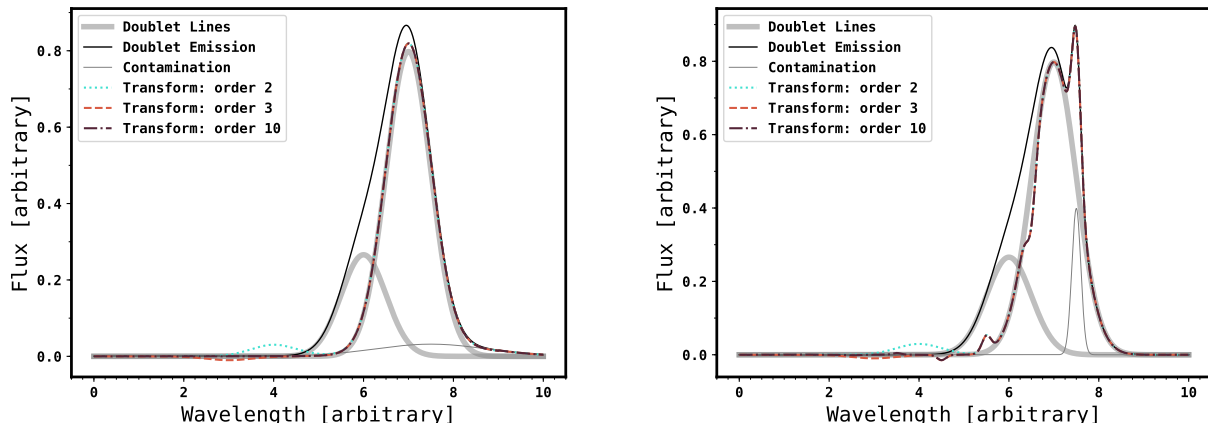 Doublet Lines
Doublet Emission
Contamination
Transform: order 2
Transform: order 3
Transform: order 10
Flux [arbitrary]
0.8
0.6
0.4
0.2
0.0
0 2 4 6 8 10
Wavelength [arbitrary]
Doublet Lines
Doublet Emission
Contamination
Transform: order 2
Transform: order 3
Transform: order 10
Flux [arbitrary]
0.8
0.6
0.4
0.2
0.0
0 2 4 6 8 10
Wavelength [arbitrary]